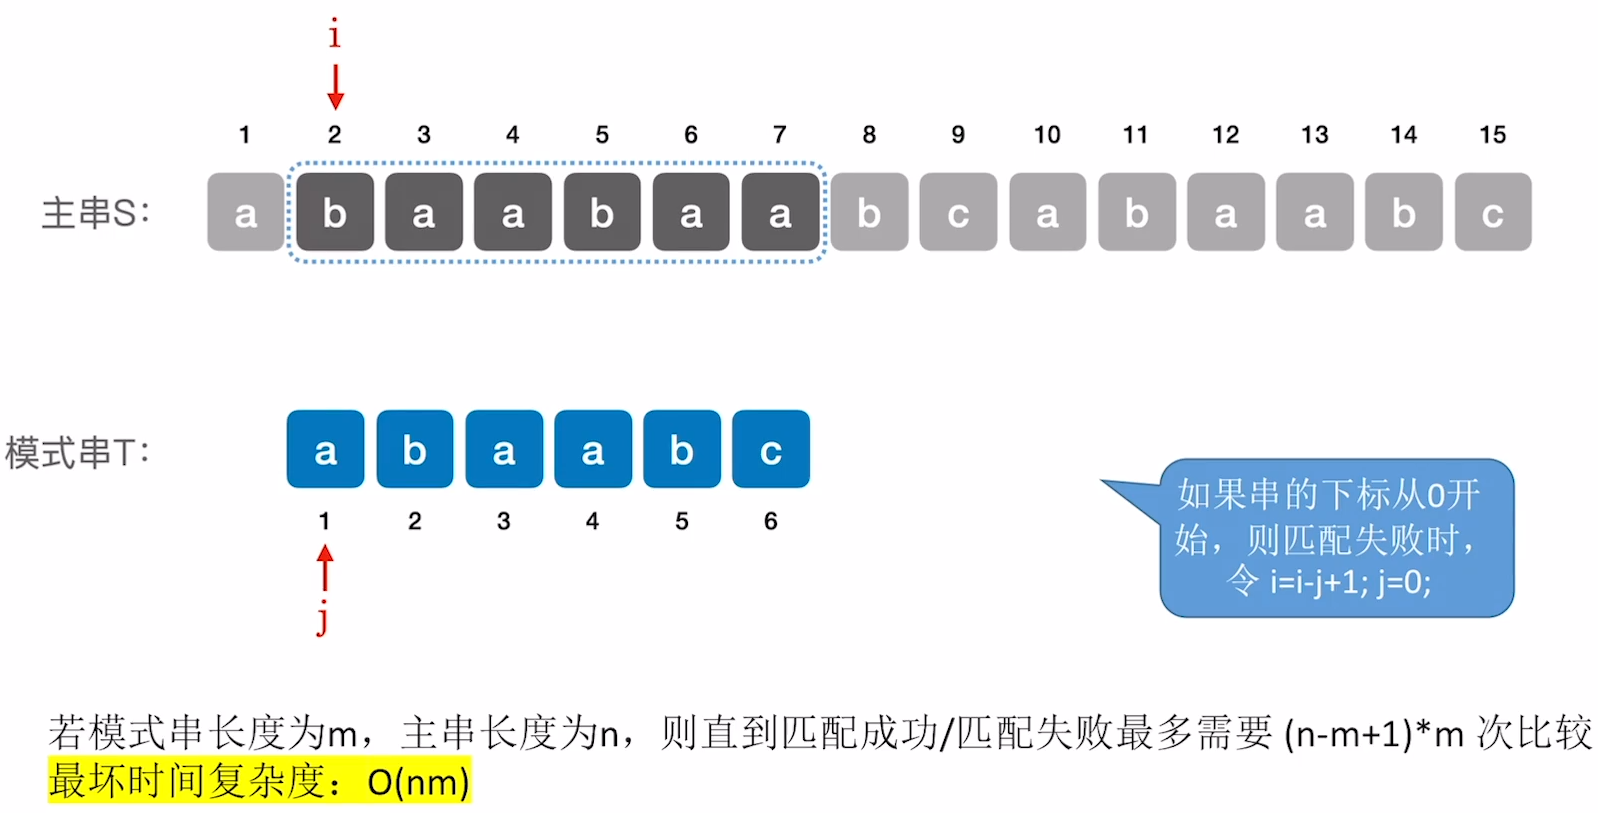 i
1 2 3 4 5 6 7 8 9 10 11 12 13 14 15
主串S: a b a a b a a b c a b a a b c
模式串T: a b a a b c
1 2 3 4 5 6
j
如果串的下标从0开
始，则匹配失败时，
令 i=i-j+1; j=0;
若模式串长度为m，主串长度为n，则直到匹配成功/匹配失败最多需要 (n-m+1)*m 次比较
最坏时间复杂度：O(nm)